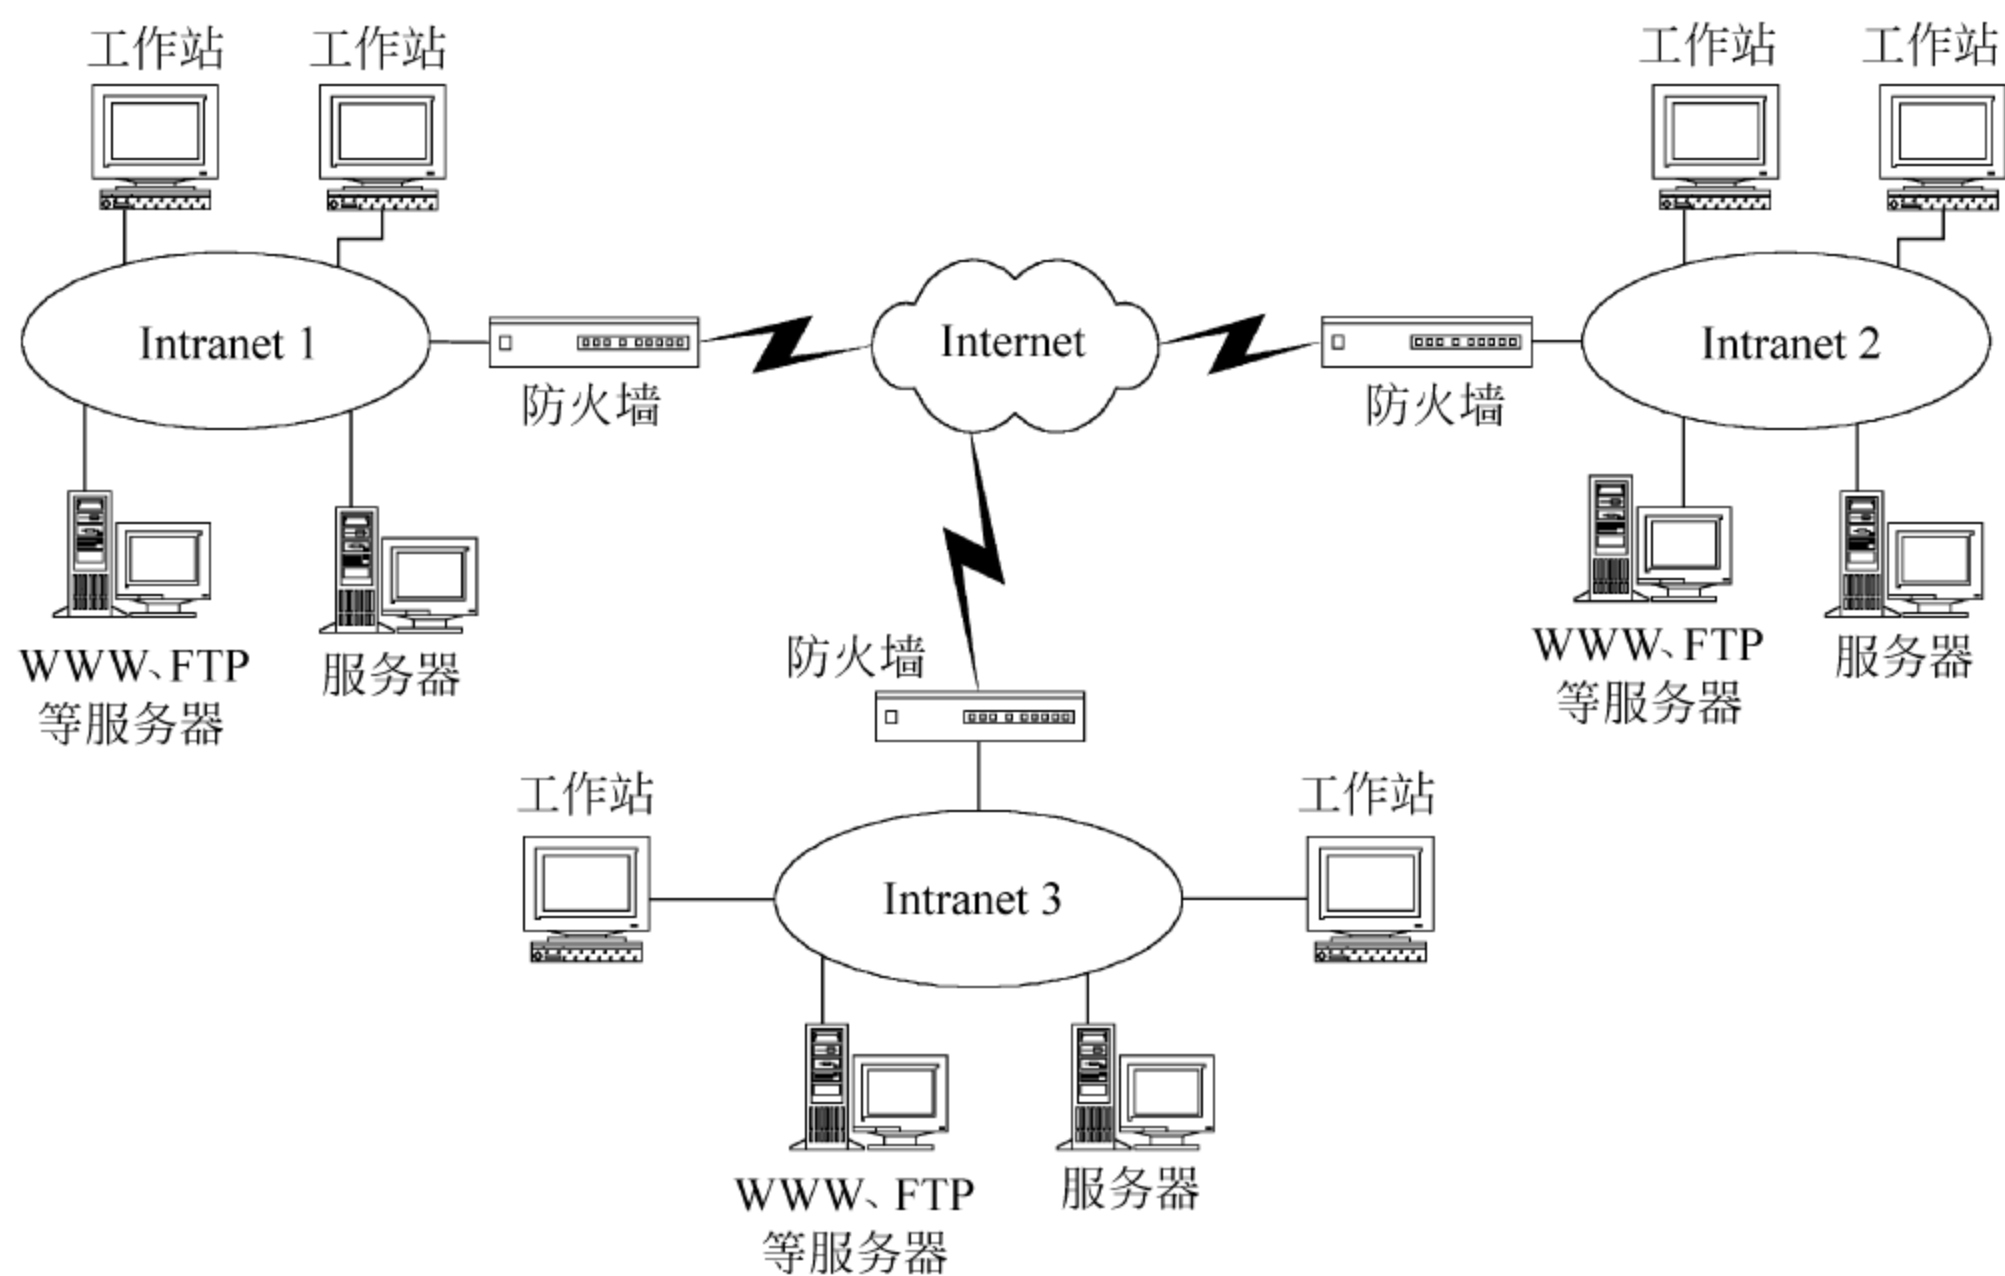 工作站
工作站
工作站
工作站
Intranet 1
Internet
Intranet 2
防火墙
防火墙
WWW、FTP
等服务器
服务器
WWW、FTP
等服务器
服务器
防火墙
工作站
工作站
Intranet 3
WWW、FTP
等服务器
服务器